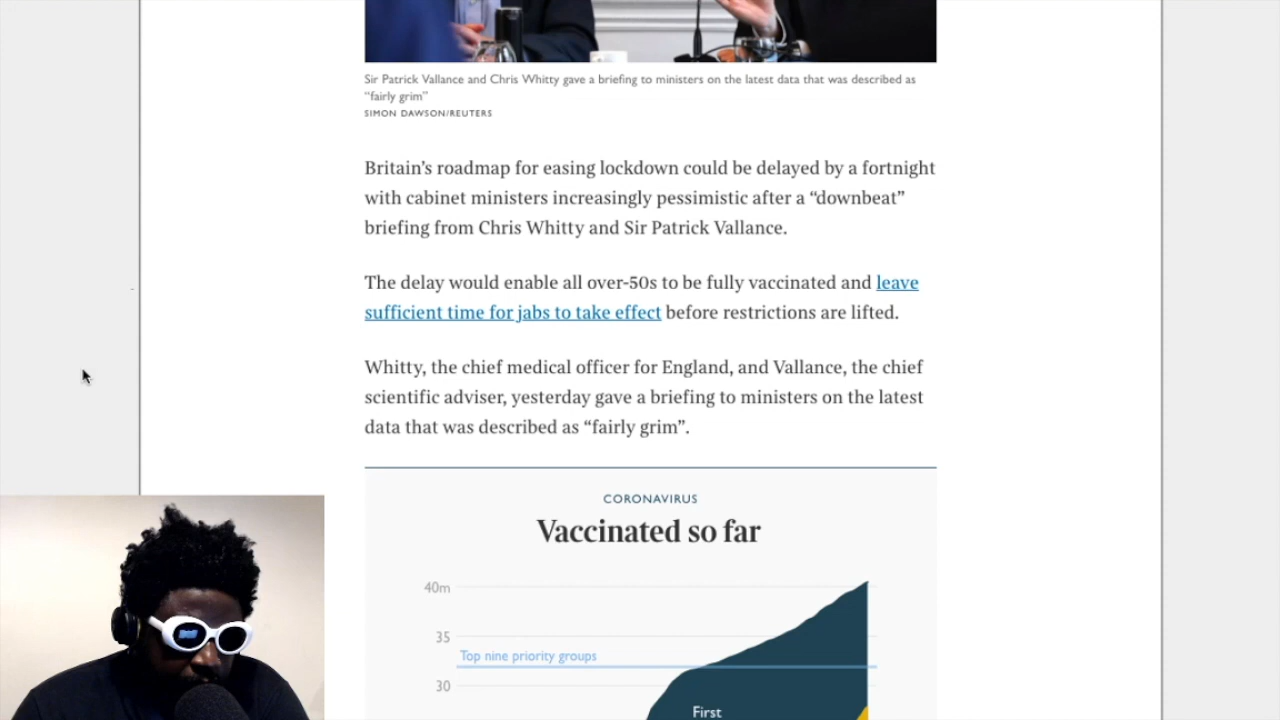 Sir Patrick Vallance and Chris Whitty gave a briefing to ministers on the latest data that was described as
“fairly grim”
SIMON DAWSON/REUTERS
Britain’s roadmap for easing lockdown could be delayed by a fortnight
with cabinet ministers increasingly pessimistic after a “downbeat”
briefing from Chris Whitty and Sir Patrick Vallance.
The delay would enable all over-50s to be fully vaccinated and leave
sufficient time for jabs to take effect before restrictions are lifted.
Whitty, the chief medical officer for England, and Vallance, the chief
scientific adviser, yesterday gave a briefing to ministers on the latest
data that was described as “fairly grim”.
CORONAVIRUS
Vaccinated so far
40m
35
Top nine priority groups
30
First